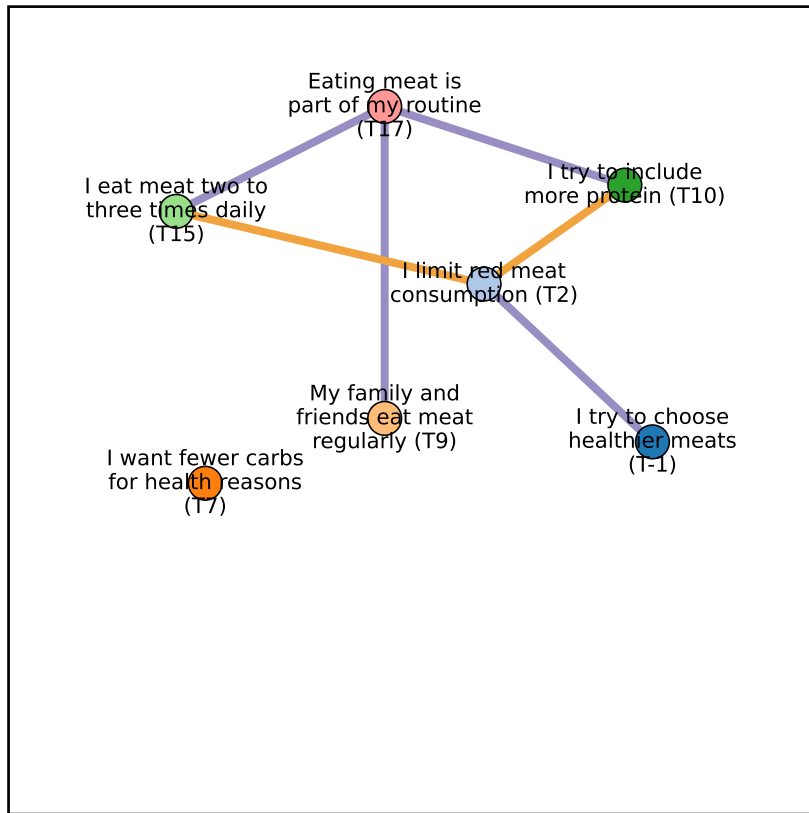 Eating meat is
part of my routine
(T17)
I try to include
more protein (T10)
I eat meat two to
three times daily
(T15)
I limit red meat
consumption (T2)
My family and
friends eat meat
regularly (T9)
I try to choose
healthier meats
(T-1)
I want fewer carbs
for health reasons
(T7)